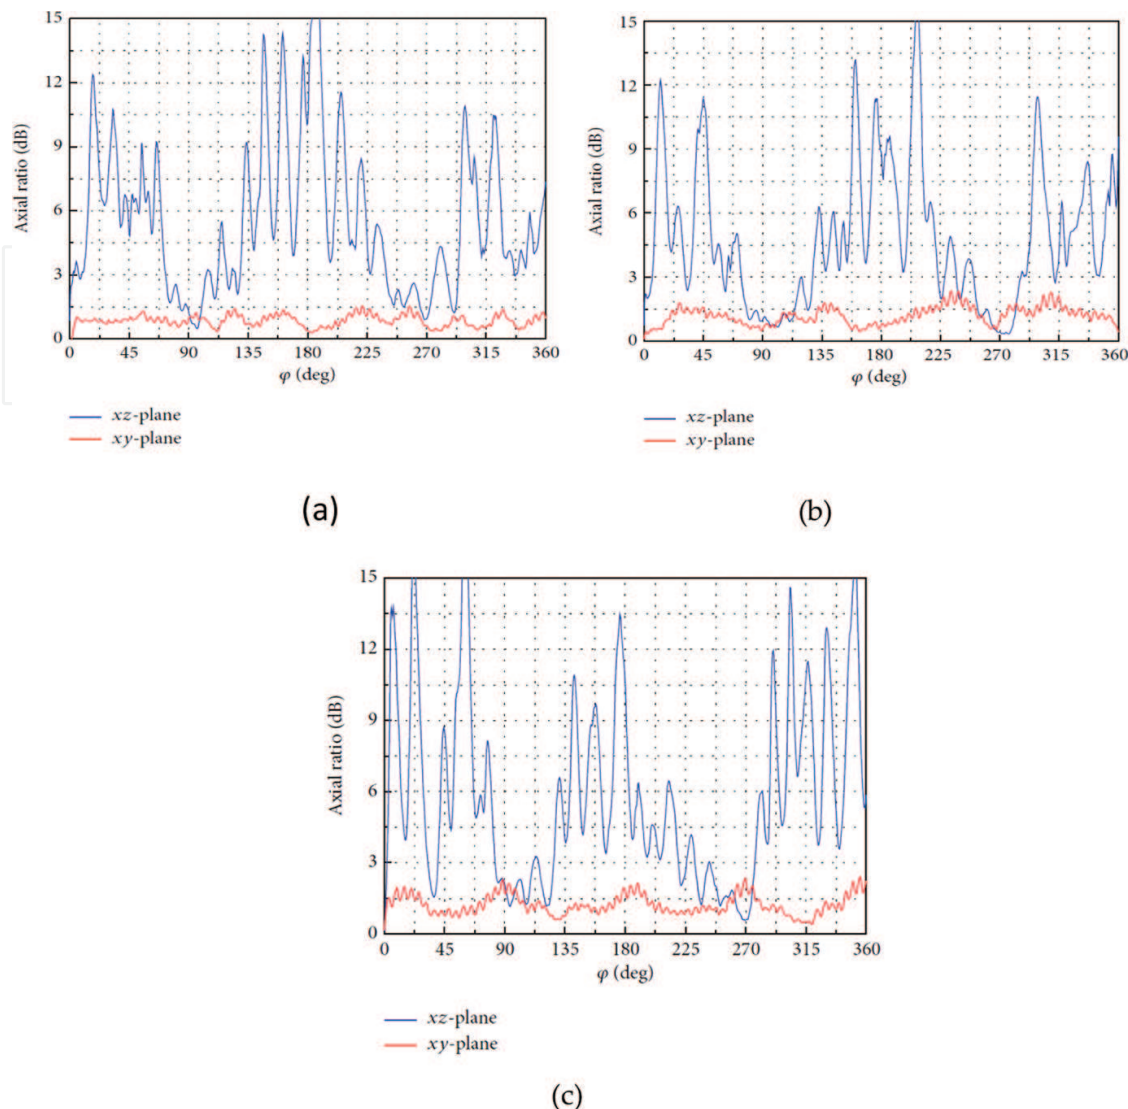 15
12
9
6
3
0
Axial ratio (dB)
0 45 90 135 180 225 270 315 360
φ (deg)
xz-plane
xy-plane
(a)
15
12
9
6
3
0
Axial ratio (dB)
0 45 90 135 180 225 270 315 360
φ (deg)
xz-plane
xy-plane
(b)
15
12
9
6
3
0
Axial ratio (dB)
0 45 90 135 180 225 270 315 360
φ (deg)
xz-plane
xy-plane
(c)